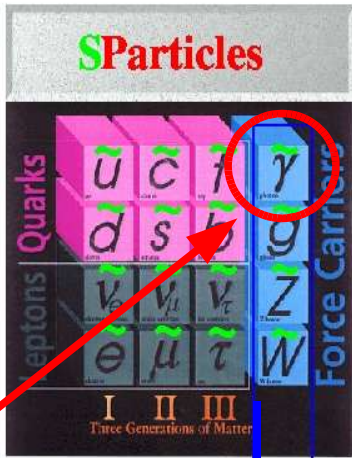 SParticles
Quarks
Leptons
Force Carriers
ũ c̃ t̃ γ̃
d̃ s̃ b̃ g̃
ν̃e ν̃μ ν̃τ Z̃
ẽ μ̃ τ̃ W̃
I II III
Three Generations of Matter